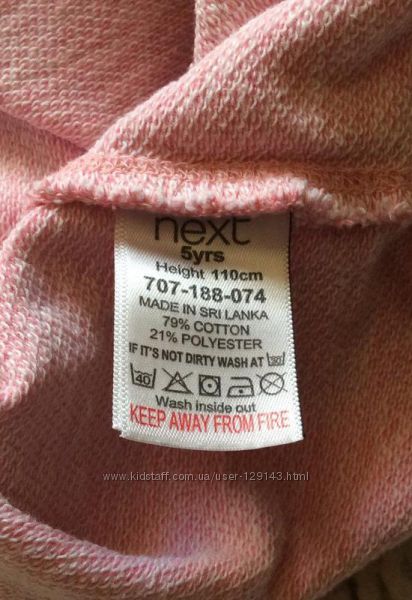 next
5yrs
Height 110cm
707-188-074
MADE IN SRI LANKA
79% COTTON
21% POLYESTER
IF IT'S NOT DIRTY WASH AT 30
40
Wash inside out
KEEP AWAY FROM FIRE
www.kidstaff.com.ua/user-129143.html